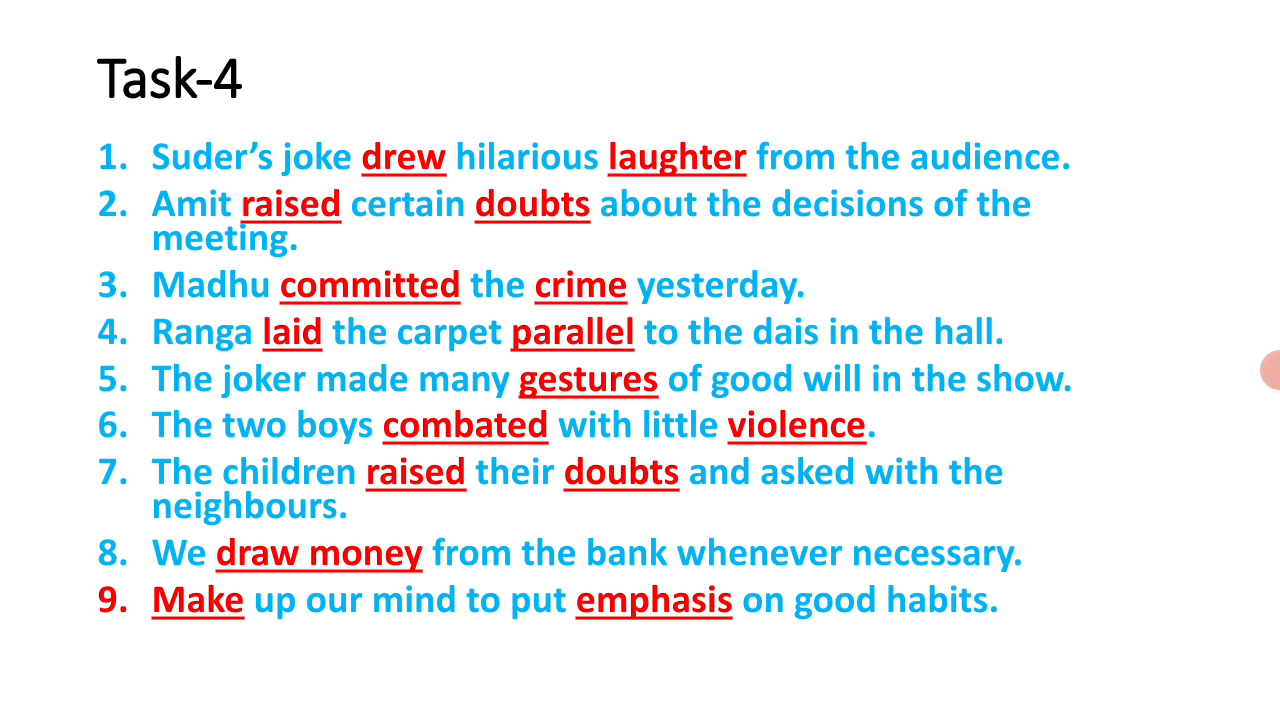 Task-4
1. Suder’s joke drew hilarious laughter from the audience.
2. Amit raised certain doubts about the decisions of the
meeting.
3. Madhu committed the crime yesterday.
4. Ranga laid the carpet parallel to the dais in the hall.
5. The joker made many gestures of good will in the show.
6. The two boys combated with little violence.
7. The children raised their doubts and asked with the
neighbours.
8. We draw money from the bank whenever necessary.
9. Make up our mind to put emphasis on good habits.